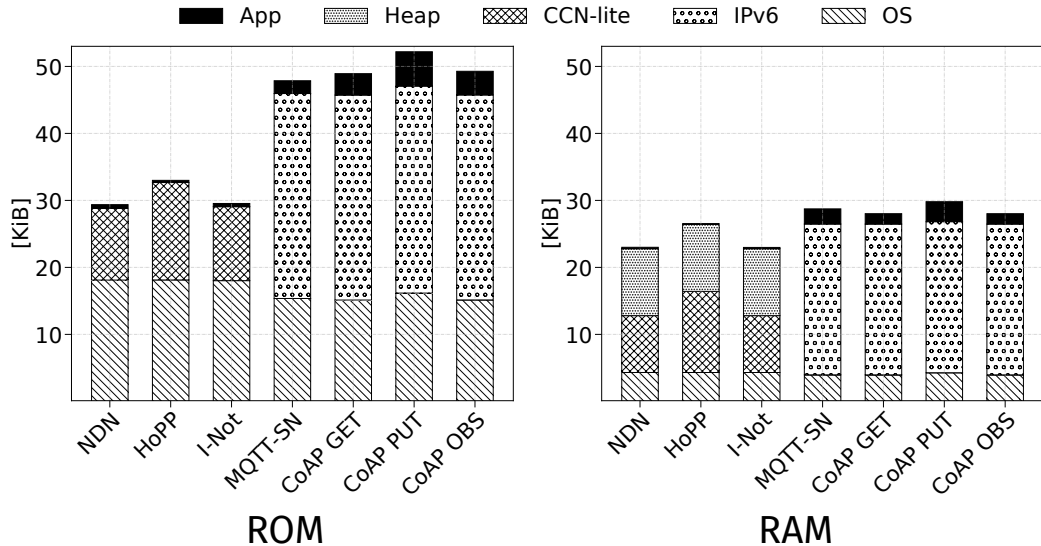 App Heap CCN-lite IPv6 OS
[KiB]
50
40
30
20
10
NDN HoPP I-Not MQTT-SN CoAP GET CoAP PUT CoAP OBS
ROM
[KiB]
50
40
30
20
10
NDN HoPP I-Not MQTT-SN CoAP GET CoAP PUT CoAP OBS
RAM